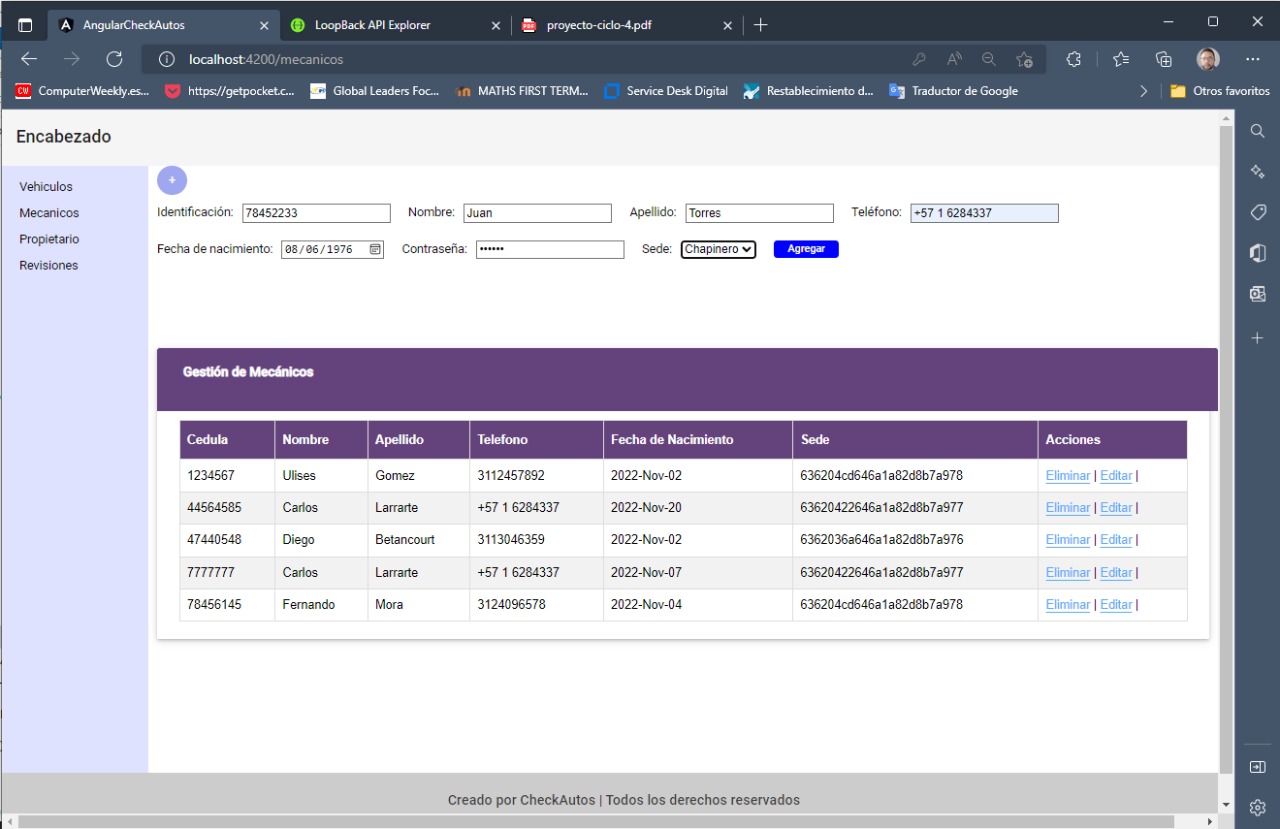 AngularCheckAutos
LoopBack API Explorer
proyecto-ciclo-4.pdf
localhost:4200/mecanicos
ComputerWeekly.es...
https://getpocket.c...
Global Leaders Foc...
MATHS FIRST TERM...
Service Desk Digital
Restablecimiento d...
Traductor de Google
Otros favoritos
Encabezado
Vehiculos
Mecanicos
Propietario
Revisiones
+
Identificación: 78452233 Nombre: Juan Apellido: Torres Teléfono: +57 1 6284337
Fecha de nacimiento: 08/06/1976 Contraseña: •••••• Sede: Chapinero Agregar
Gestión de Mecánicos
Cedula Nombre Apellido Telefono Fecha de Nacimiento Sede Acciones
1234567 Ulises Gomez 3112457892 2022-Nov-02 636204cd646a1a82d8b7a978 Eliminar | Editar |
44564585 Carlos Larrarte +57 1 6284337 2022-Nov-20 63620422646a1a82d8b7a977 Eliminar | Editar |
47440548 Diego Betancourt 3113046359 2022-Nov-02 6362036a646a1a82d8b7a976 Eliminar | Editar |
7777777 Carlos Larrarte +57 1 6284337 2022-Nov-07 63620422646a1a82d8b7a977 Eliminar | Editar |
78456145 Fernando Mora 3124096578 2022-Nov-04 636204cd646a1a82d8b7a978 Eliminar | Editar |
Creado por CheckAutos | Todos los derechos reservados